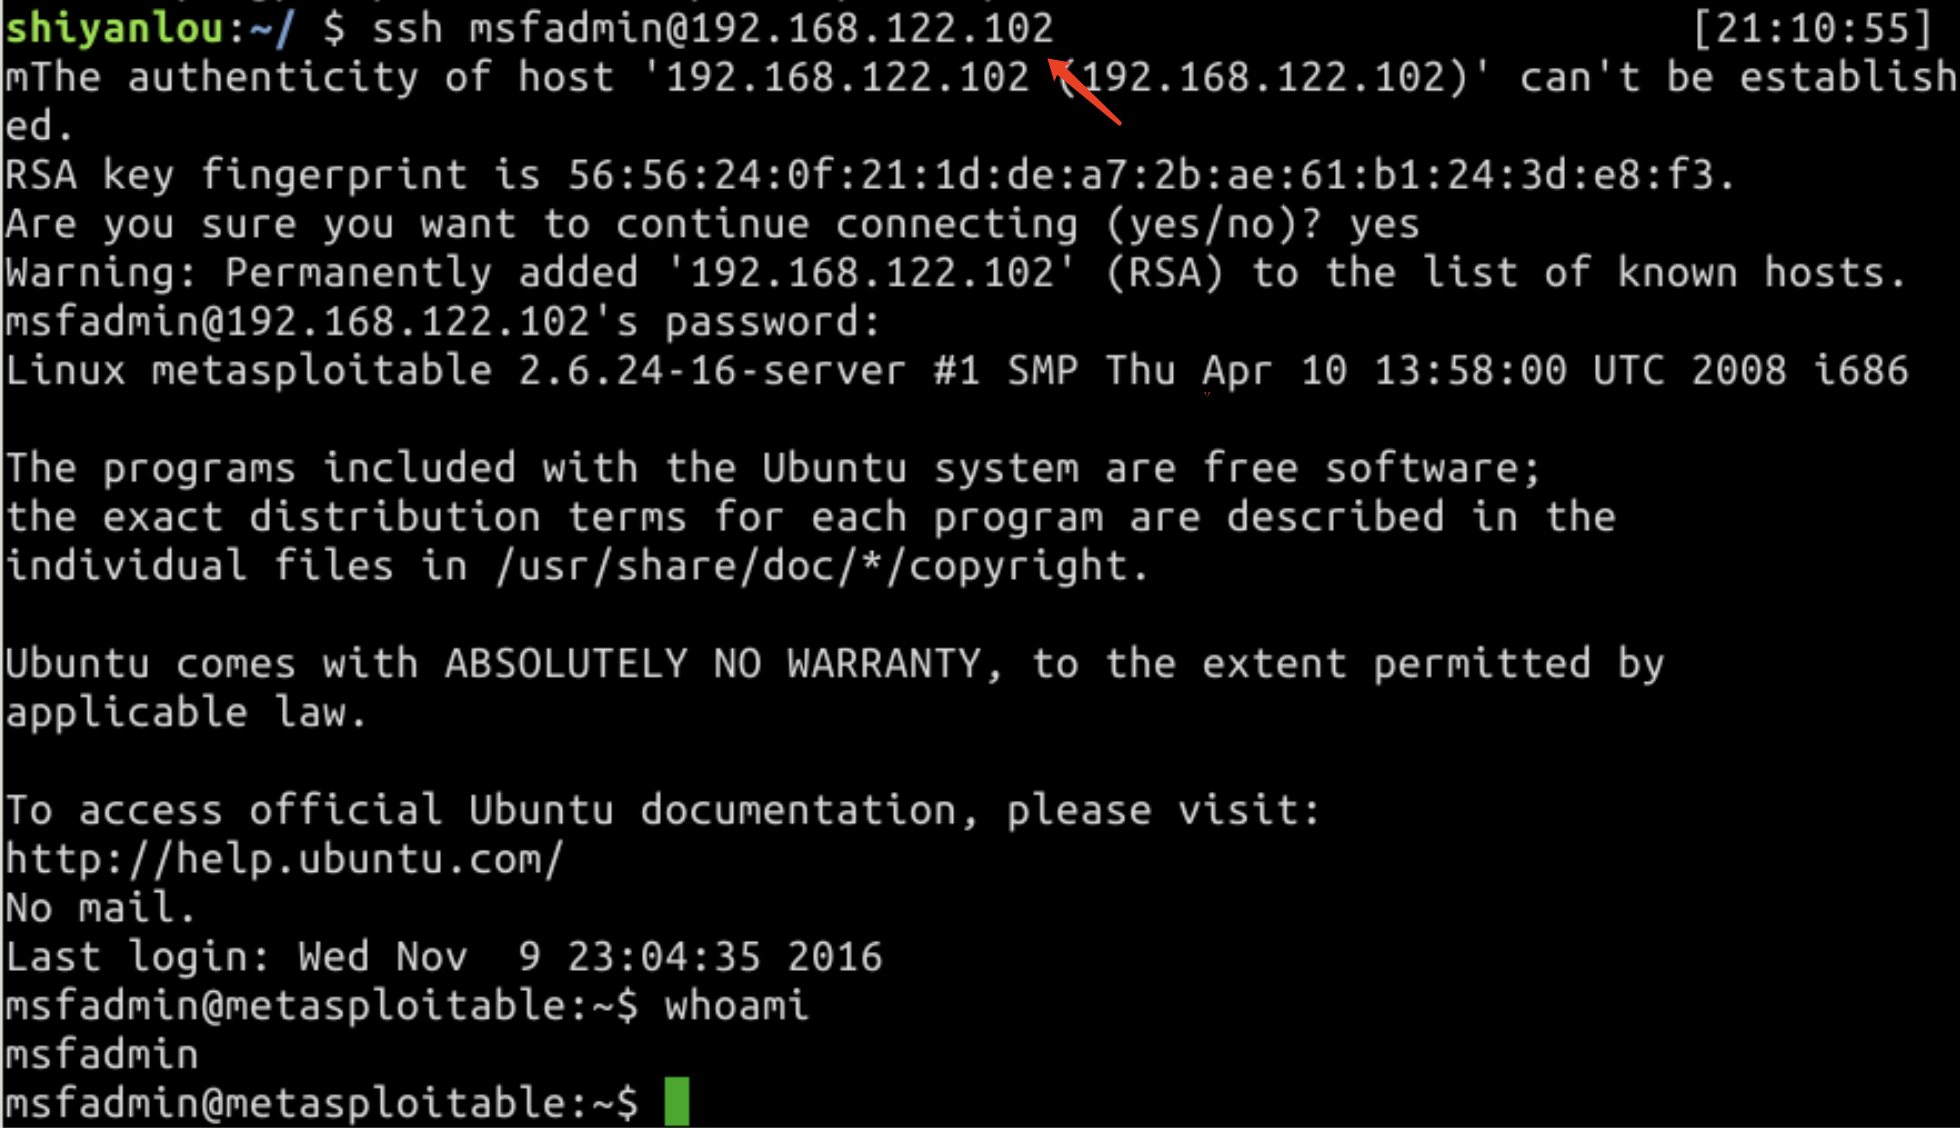 shiyanlou:~/ $ ssh msfadmin@192.168.122.102 [21:10:55]
mThe authenticity of host '192.168.122.102 (192.168.122.102)' can't be establish
ed.
RSA key fingerprint is 56:56:24:0f:21:1d:de:a7:2b:ae:61:b1:24:3d:e8:f3.
Are you sure you want to continue connecting (yes/no)? yes
Warning: Permanently added '192.168.122.102' (RSA) to the list of known hosts.
msfadmin@192.168.122.102's password:
Linux metasploitable 2.6.24-16-server #1 SMP Thu Apr 10 13:58:00 UTC 2008 i686
The programs included with the Ubuntu system are free software;
the exact distribution terms for each program are described in the
individual files in /usr/share/doc/*/copyright.
Ubuntu comes with ABSOLUTELY NO WARRANTY, to the extent permitted by
applicable law.
To access official Ubuntu documentation, please visit:
http://help.ubuntu.com/
No mail.
Last login: Wed Nov  9 23:04:35 2016
msfadmin@metasploitable:~$ whoami
msfadmin
msfadmin@metasploitable:~$